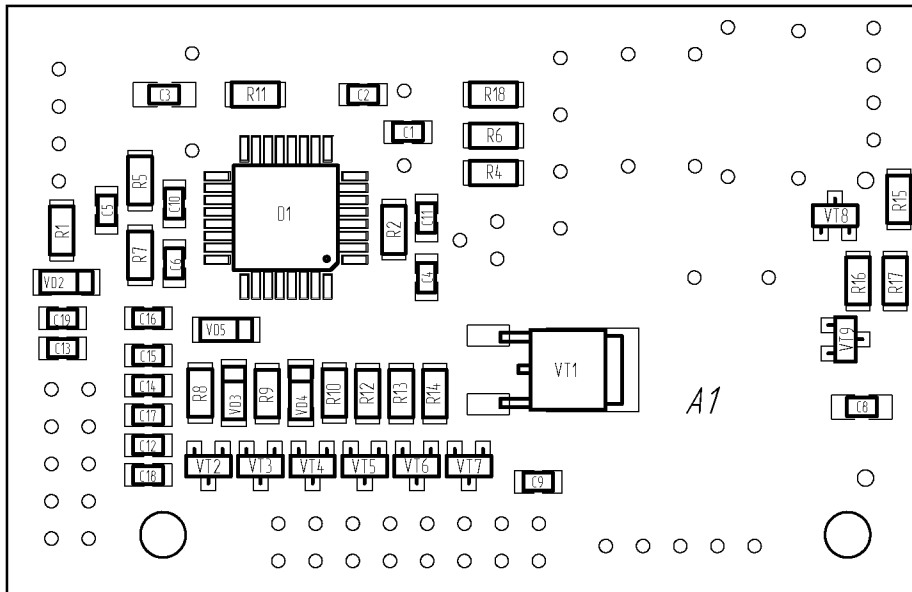 C3
R11
C2
R18
C1
R6
R4
R5
C10
C5
R1
D1
R2
C11
VT8
R15
R7
C6
C4
VD2
R16
R17
C19
C16
VD5
C13
C15
VT1
VT9
R8
VD3
R9
VD4
R10
R12
R13
R14
C14
C17
A1
C8
C12
VT2
VT3
VT4
VT5
VT6
VT7
C18
C9